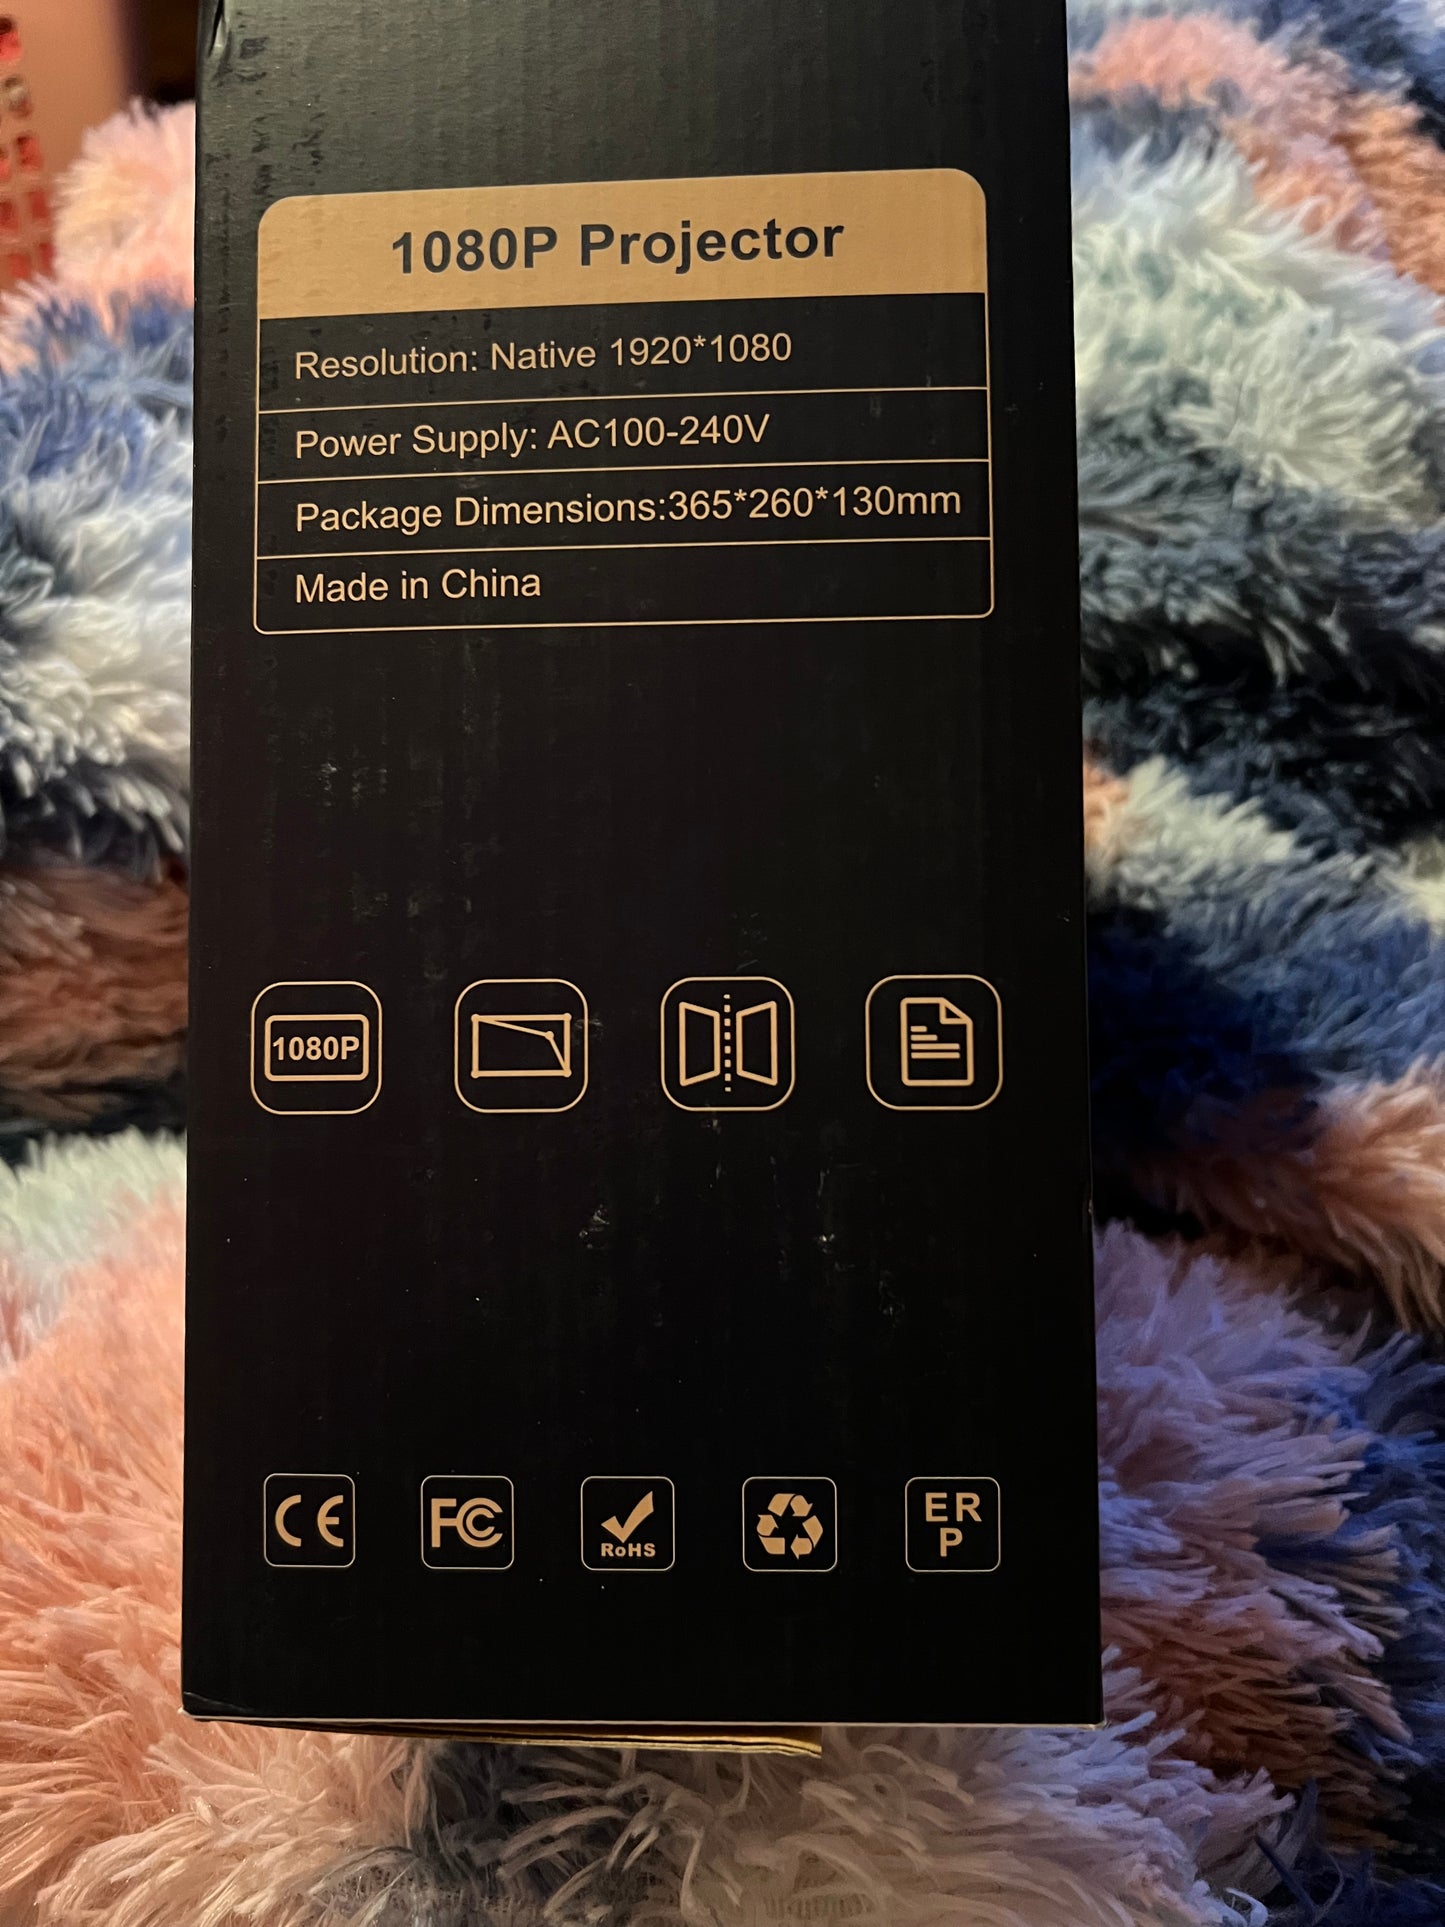 1080P Projector
Resolution: Native 1920*1080
Power Supply: AC100-240V
Package Dimensions:365*260*130mm
Made in China
1080P
CE
FC
RoHS
ER
P